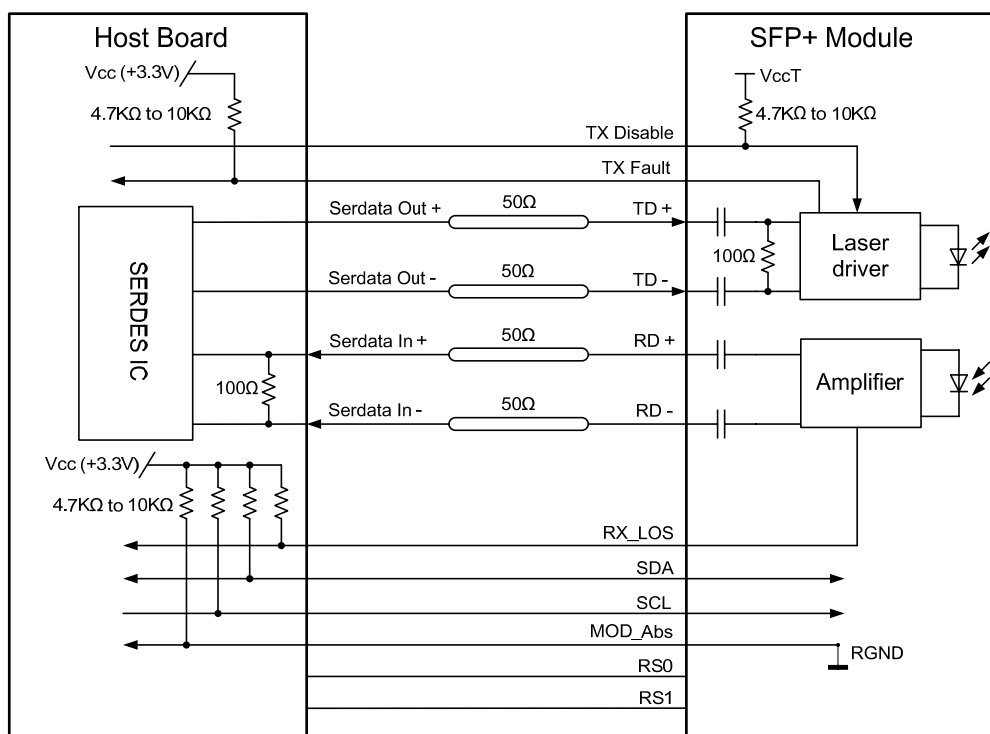 Host Board
SFP+ Module
Vcc (+3.3V)
VccT
4.7KΩ to 10KΩ
4.7KΩ to 10KΩ
TX Disable
TX Fault
Serdata Out +
50Ω
TD +
Laser
driver
100Ω
Serdata Out -
50Ω
TD -
SERDES IC
Serdata In +
50Ω
RD +
100Ω
Amplifier
Serdata In -
50Ω
RD -
Vcc (+3.3V)
4.7KΩ to 10KΩ
RX_LOS
SDA
SCL
MOD_Abs
RGND
RS0
RS1